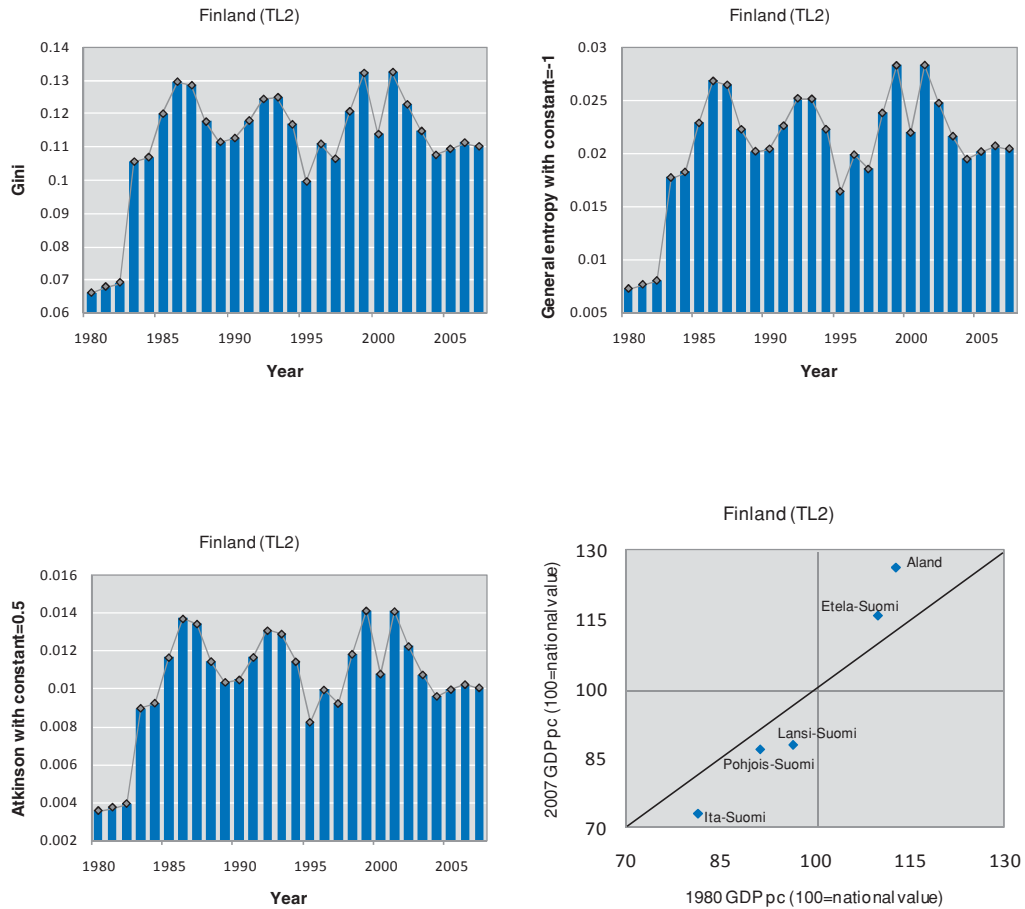 Finland (TL2)
0.14
0.13
0.12
0.11
0.1
0.09
0.08
0.07
0.06
Gini
1980 1985 1990 1995 2000 2005
Year
Finland (TL2)
0.03
0.025
0.02
0.015
0.01
0.005
General entropy with constant=-1
1980 1985 1990 1995 2000 2005
Year
Finland (TL2)
0.016
0.014
0.012
0.01
0.008
0.006
0.004
0.002
Atkinson with constant=0.5
1980 1985 1990 1995 2000 2005
Year
Finland (TL2)
130
115
100
85
70
2007 GDP pc (100=national value)
Aland
Etela-Suomi
Lansi-Suomi
Pohjois-Suomi
Ita-Suomi
70 85 100 115 130
1980 GDP pc (100=national value)